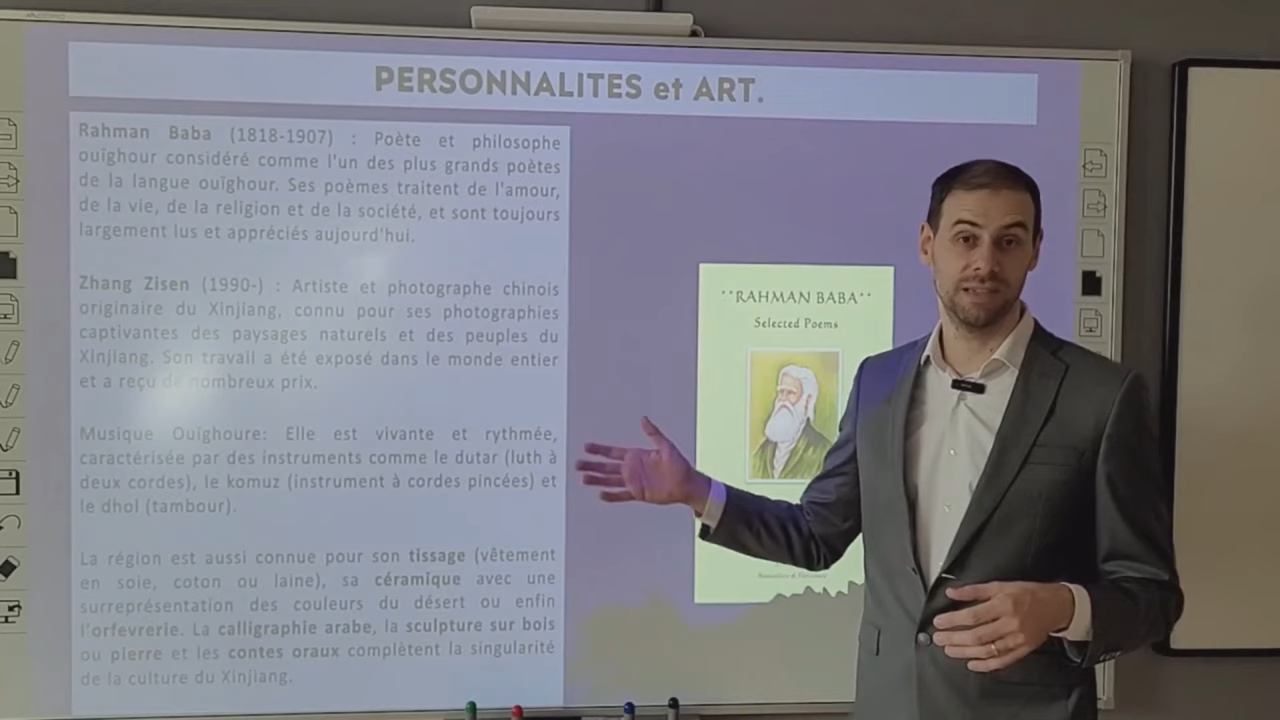 PERSONNALITES et ART.
Rahman Baba (1818-1907) : Poète et philosophe
ouïghour considéré comme l'un des plus grands poètes
de la langue ouïghour. Ses poèmes traitent de l'amour,
de la vie, de la religion et de la société, et sont toujours
largement lus et appréciés aujourd'hui.
Zhang Zisen (1990-) : Artiste et photographe chinois
originaire du Xinjiang, connu pour ses photographies
captivantes des paysages naturels et des peuples du
Xinjiang. Son travail a été exposé dans le monde entier
et a reçu de nombreux prix.
Musique Ouïghoure: Elle est vivante et rythmée,
caractérisée par des instruments comme le dutar (luth à
deux cordes), le komuz (instrument à cordes pincées) et
le dhol (tambour).
La région est aussi connue pour son tissage (vêtement
en soie, coton ou laine), sa céramique avec une
surreprésentation des couleurs du désert ou enfin
l'orfevrerie. La calligraphie arabe, la sculpture sur bois
ou pierre et les contes oraux complètent la singularité
de la culture du Xinjiang.
**RAHMAN BABA**
Selected Poems